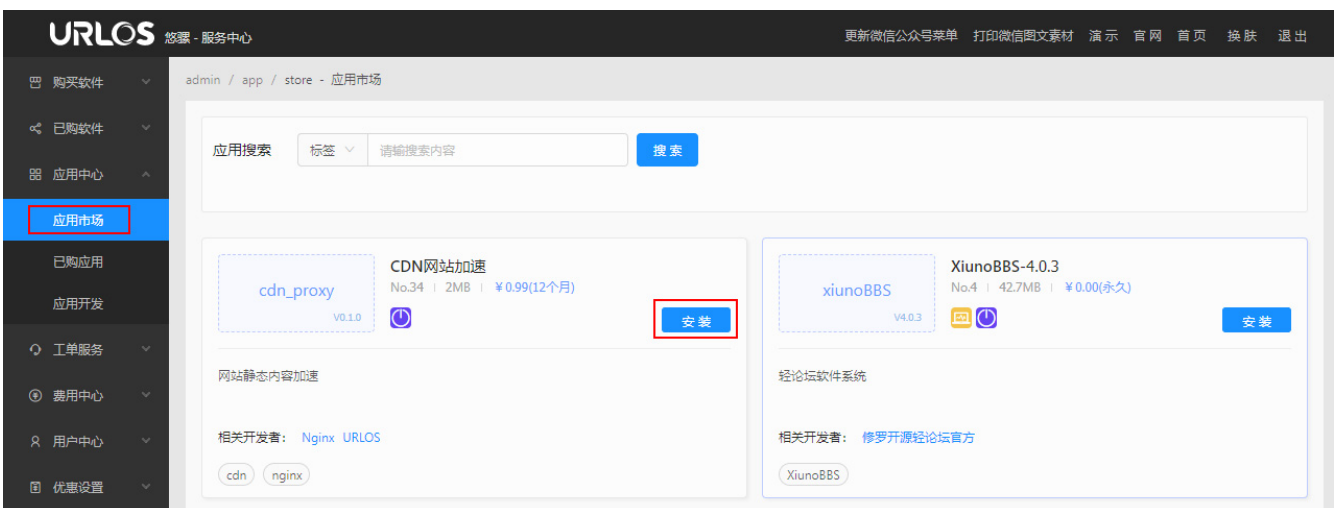 URLOS 悠骤 - 服务中心
更新微信公众号菜单 打印微信图文素材 演示 官网 首页 换肤 退出
购买软件
已购软件
应用中心
应用市场
已购应用
应用开发
工单服务
费用中心
用户中心
优惠设置
admin / app / store - 应用市场
应用搜索 标签 请输搜索内容 搜索
cdn_proxy
V0.1.0
CDN网站加速
No.34 2MB ¥0.99(12个月)
安装
网站静态内容加速
相关开发者: Nginx URLOS
cdn nginx
xiunoBBS
V4.0.3
XiunoBBS-4.0.3
No.4 42.7MB ¥0.00(永久)
安装
轻论坛软件系统
相关开发者: 修罗开源轻论坛官方
XiunoBBS